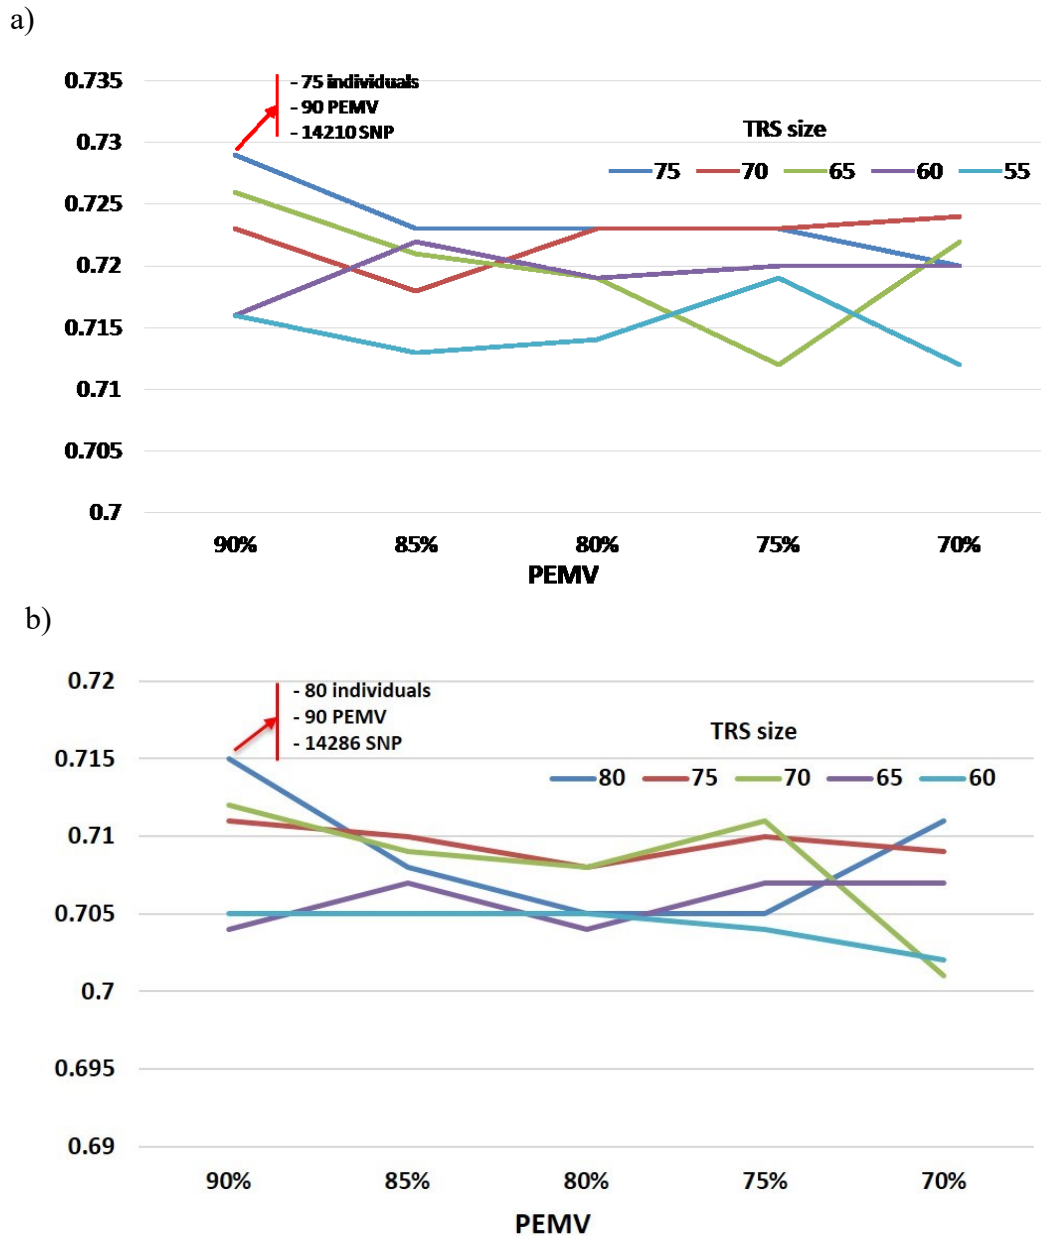 a)
0.735
0.73
0.725
0.72
0.715
0.71
0.705
0.7
- 75 individuals
- 90 PEMV
- 14210 SNP
TRS size
75 70 65 60 55
90% 85% 80% 75% 70%
PEMV
b)
0.72
0.715
0.71
0.705
0.7
0.695
0.69
- 80 individuals
- 90 PEMV
- 14286 SNP
TRS size
80 75 70 65 60
90% 85% 80% 75% 70%
PEMV